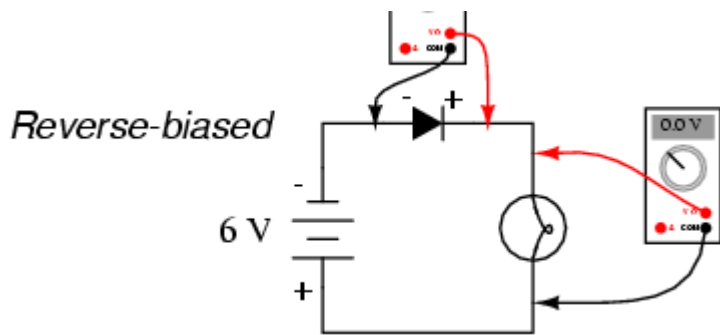 V Ω
A COM
- +
Reverse-biased
0.0 V
-
6 V
V Ω
A COM
+